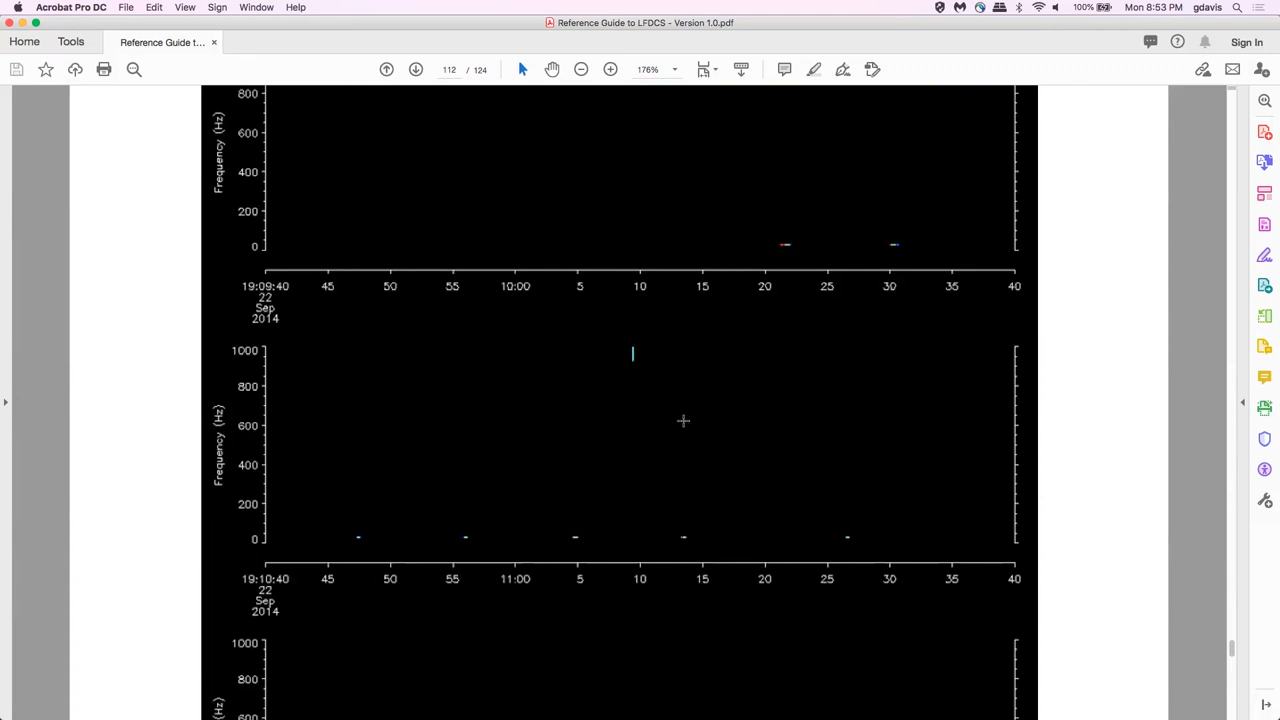 Acrobat Pro DC File Edit View Sign Window Help 100% Mon 8:53 PM gdavis
Reference Guide to LFDCS - Version 1.0.pdf
Home Tools Reference Guide t... × Sign In
112 / 124 176%
800
600
400
200
0
Frequency (Hz)
19:09:40 45 50 55 10:00 5 10 15 20 25 30 35 40
22
Sep
2014
1000
800
600
400
200
0
Frequency (Hz)
19:10:40 45 50 55 11:00 5 10 15 20 25 30 35 40
22
Sep
2014
1000
800
600
(Hz)